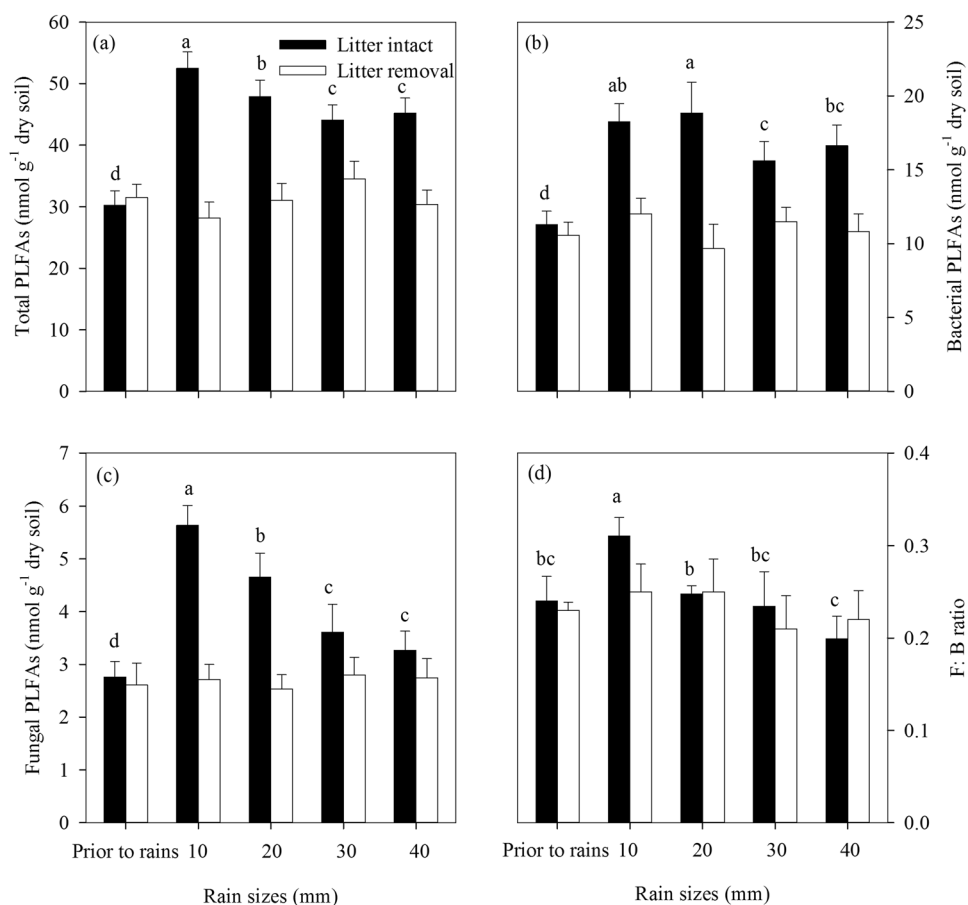 (a)
Litter intact
Litter removal
a
b
c
c
d
60
50
40
30
20
10
0
30
60
Total PLFAs (nmol g-1 dry soil)
(b)
a
ab
bc
c
d
25
20
15
10
5
0
Bacterial PLFAs (nmol g-1 dry soil)
(c)
a
b
c
c
d
7
6
5
4
3
2
1
0
Fungal PLFAs (nmol g-1 dry soil)
Prior to rains 10 20 30 40
Rain sizes (mm)
(d)
a
bc
b
bc
c
0.4
0.3
0.2
0.1
0.0
F: B ratio
Prior to rains 10 20 30 40
Rain sizes (mm)